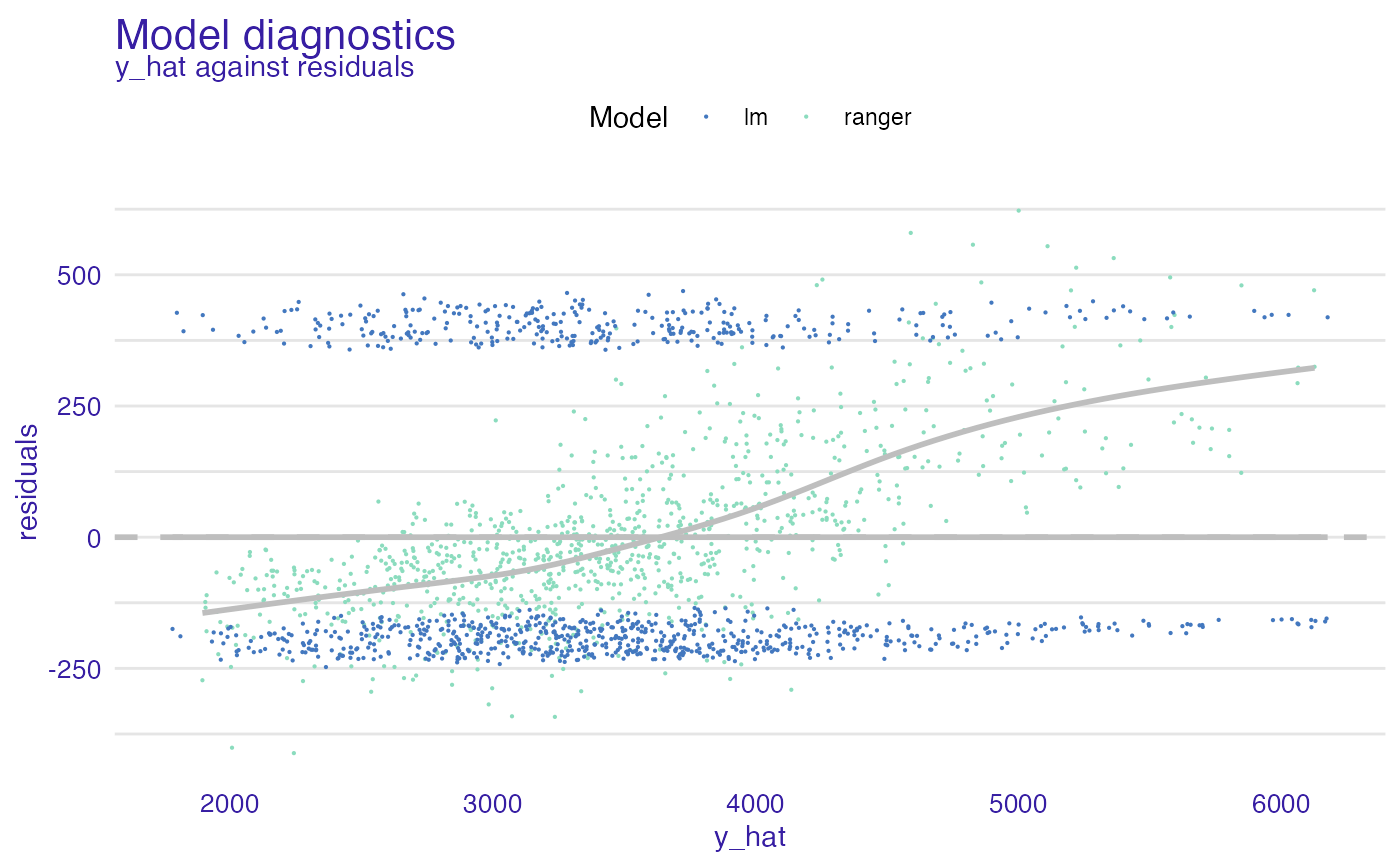 Model diagnostics
y_hat against residuals
Model lm ranger
500
250
0
-250
residuals
2000 3000 4000 5000 6000
y_hat